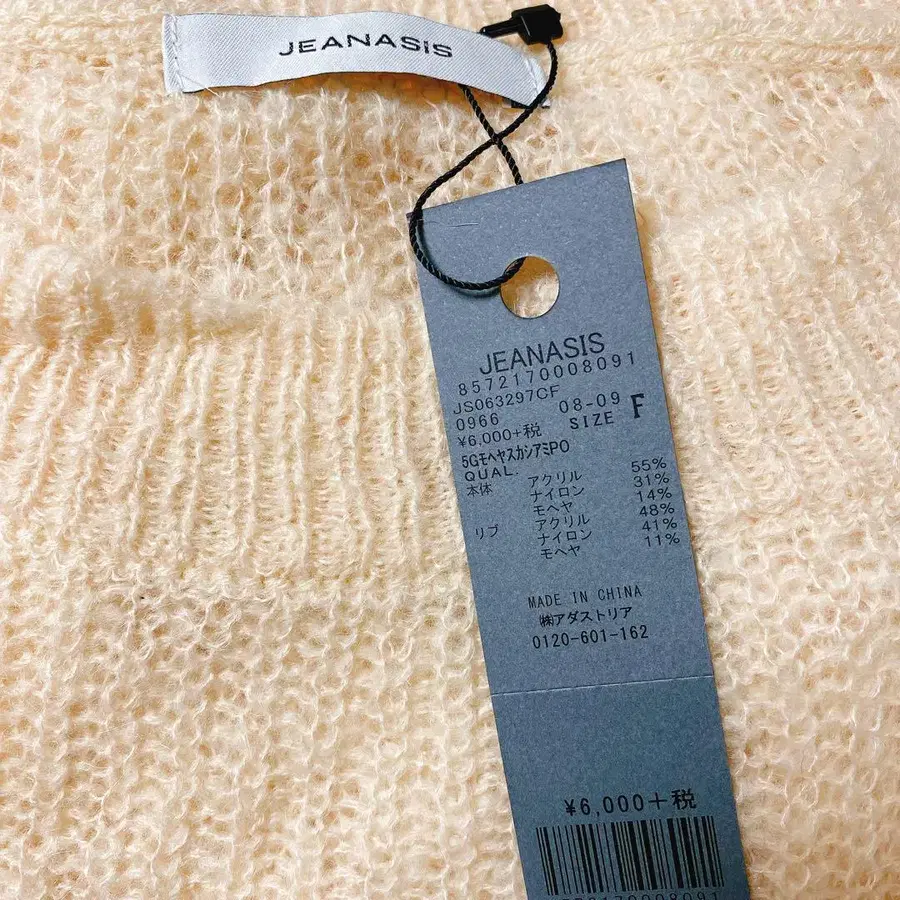 JEANASIS
JEANASIS
8572170008091
JS063297CF
0966 08-09
¥6,000+税 SIZE F
5GモヘヤスカシアミPO
QUAL.
本体 アクリル 55%
ナイロン 31%
モヘヤ 14%
リブ アクリル 48%
ナイロン 41%
モヘヤ 11%
MADE IN CHINA
㈱アダストリア
0120-601-162
¥6,000+税
8572170008091